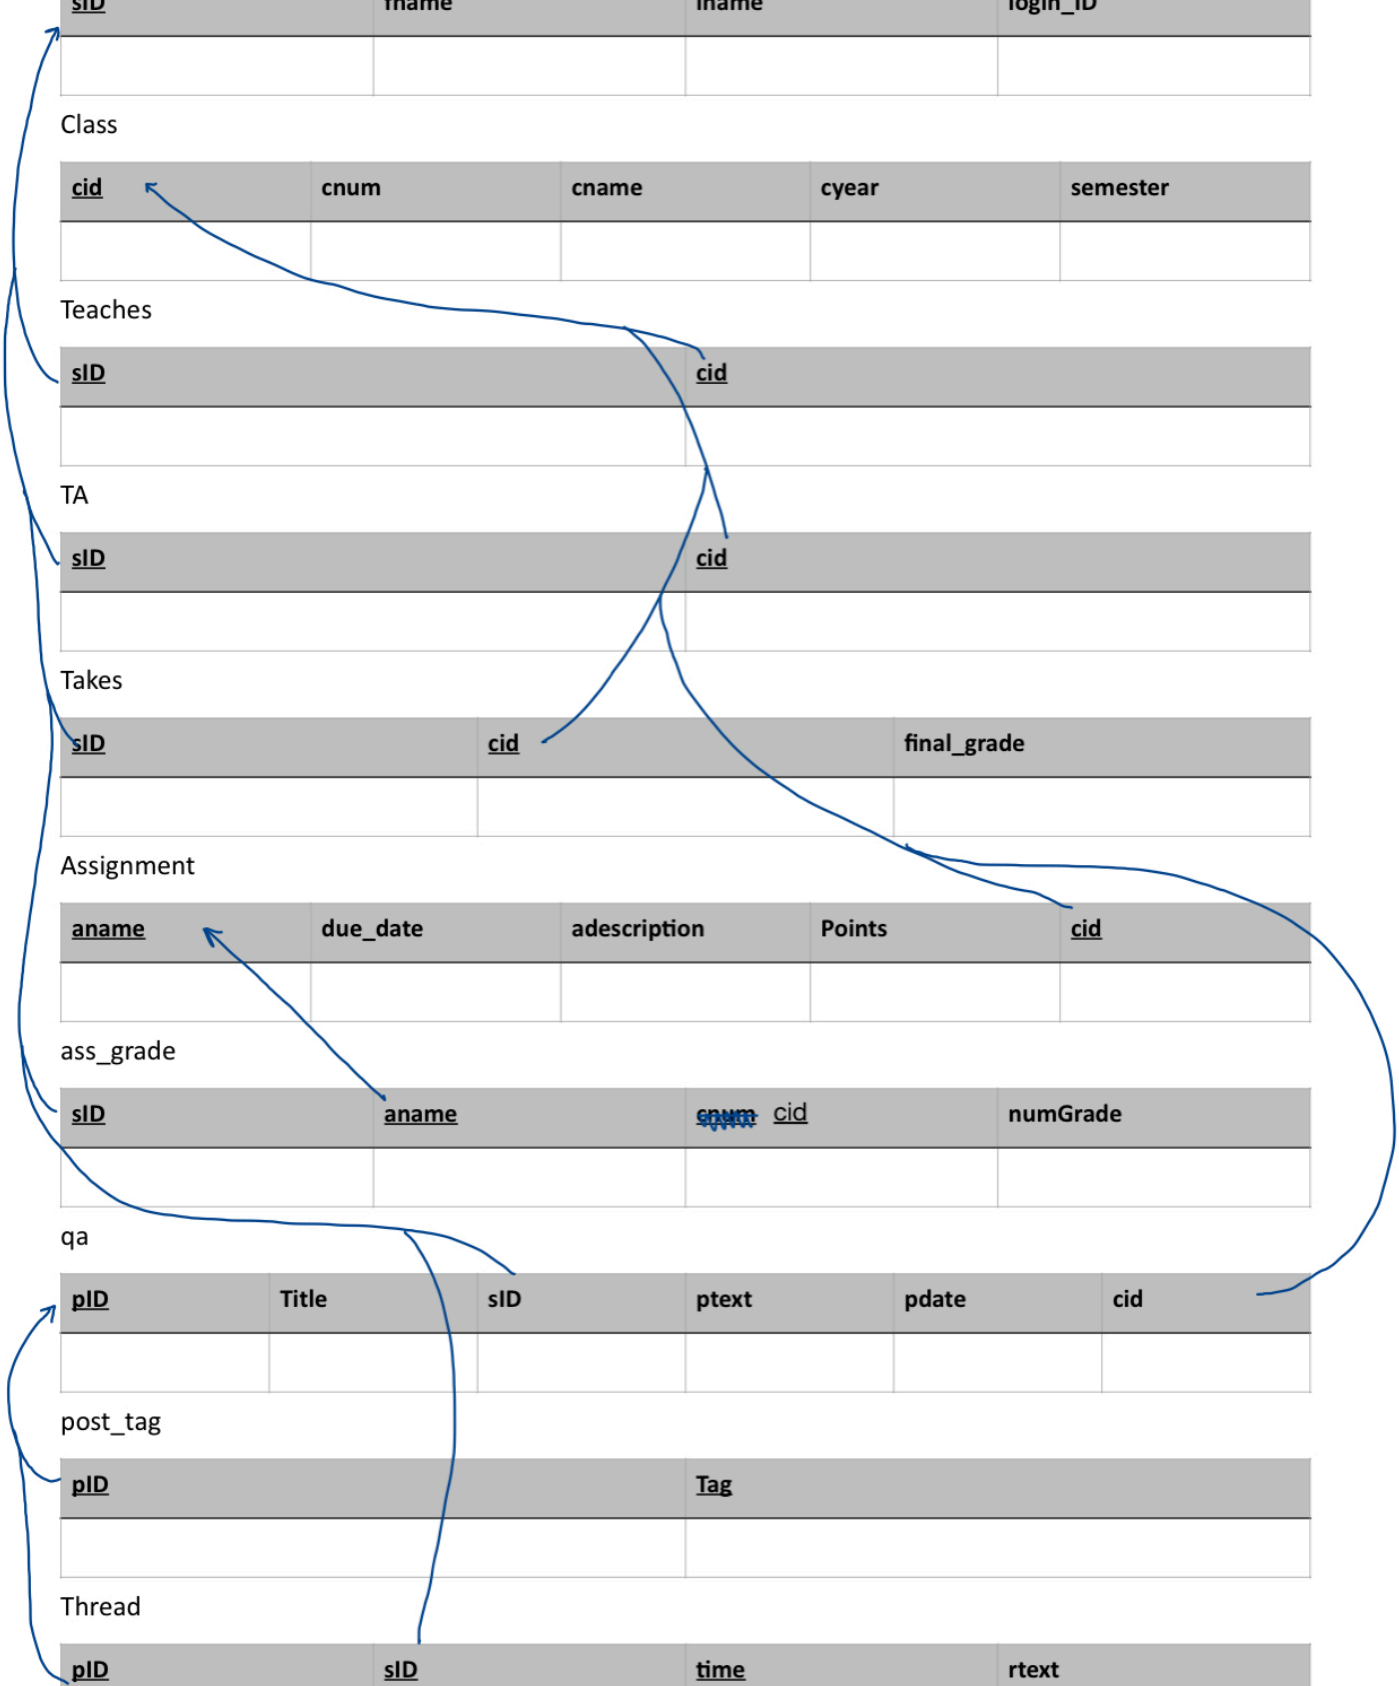 sID fname lname login_ID
Class
cid cnum cname cyear semester
Teaches
sID cid
TA
sID cid
Takes
sID cid final_grade
Assignment
aname due_date adescription Points cid
ass_grade
sID aname cnum cid numGrade
qa
pID Title sID ptext pdate cid
post_tag
pID Tag
Thread
pID sID time rtext